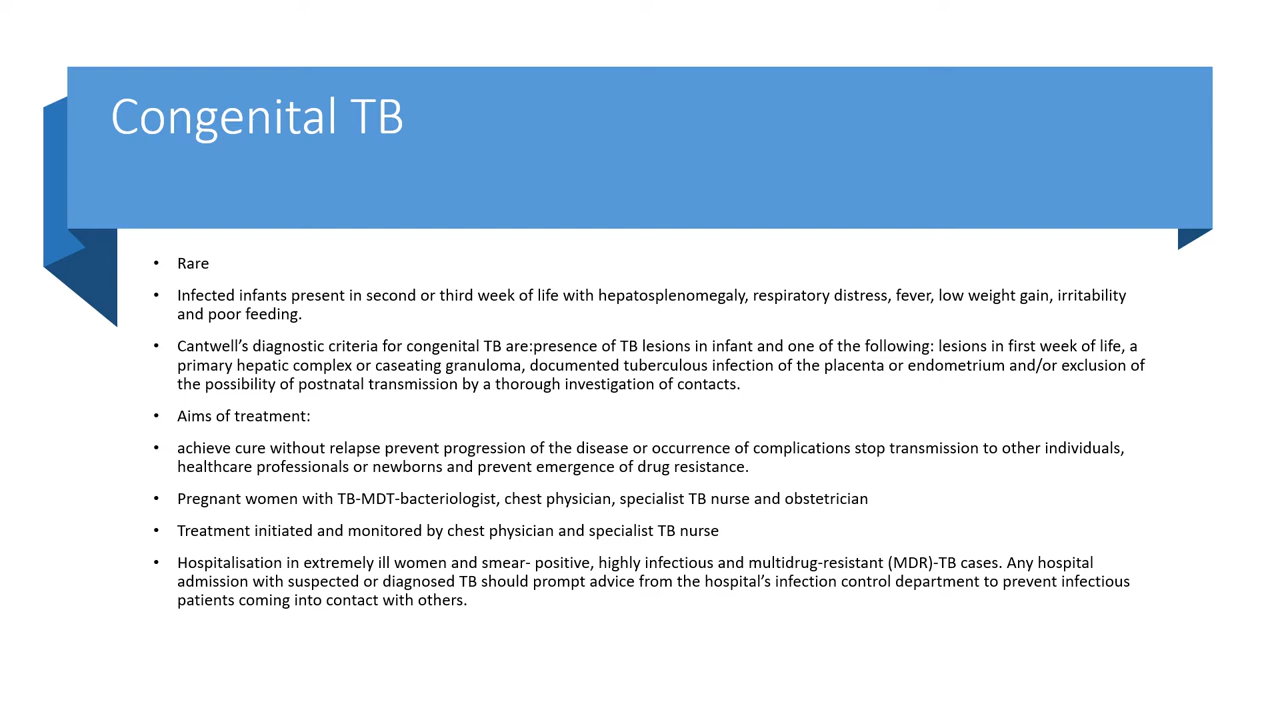 Congenital TB
• Rare
• Infected infants present in second or third week of life with hepatosplenomegaly, respiratory distress, fever, low weight gain, irritability
and poor feeding.
• Cantwell’s diagnostic criteria for congenital TB are:presence of TB lesions in infant and one of the following: lesions in first week of life, a
primary hepatic complex or caseating granuloma, documented tuberculous infection of the placenta or endometrium and/or exclusion of
the possibility of postnatal transmission by a thorough investigation of contacts.
• Aims of treatment:
• achieve cure without relapse prevent progression of the disease or occurrence of complications stop transmission to other individuals,
healthcare professionals or newborns and prevent emergence of drug resistance.
• Pregnant women with TB-MDT-bacteriologist, chest physician, specialist TB nurse and obstetrician
• Treatment initiated and monitored by chest physician and specialist TB nurse
• Hospitalisation in extremely ill women and smear- positive, highly infectious and multidrug-resistant (MDR)-TB cases. Any hospital
admission with suspected or diagnosed TB should prompt advice from the hospital’s infection control department to prevent infectious
patients coming into contact with others.